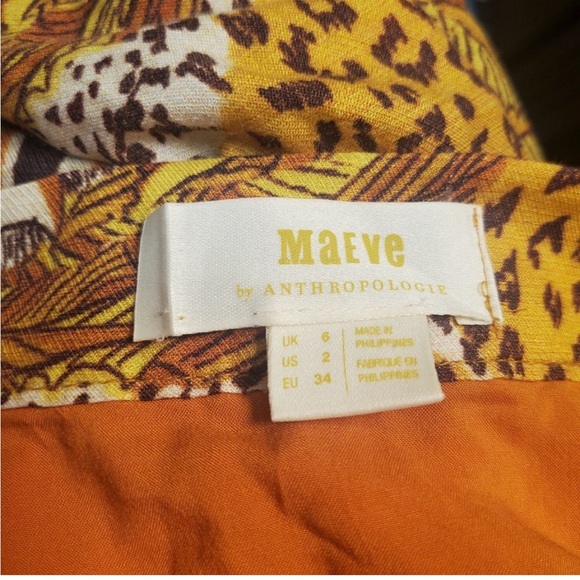 MaEVe
by ANTHROPOLOGIE
UK 6
US 2
EU 34
MADE IN
PHILIPPINES
FABRIQUÉ EN
PHILIPPINES